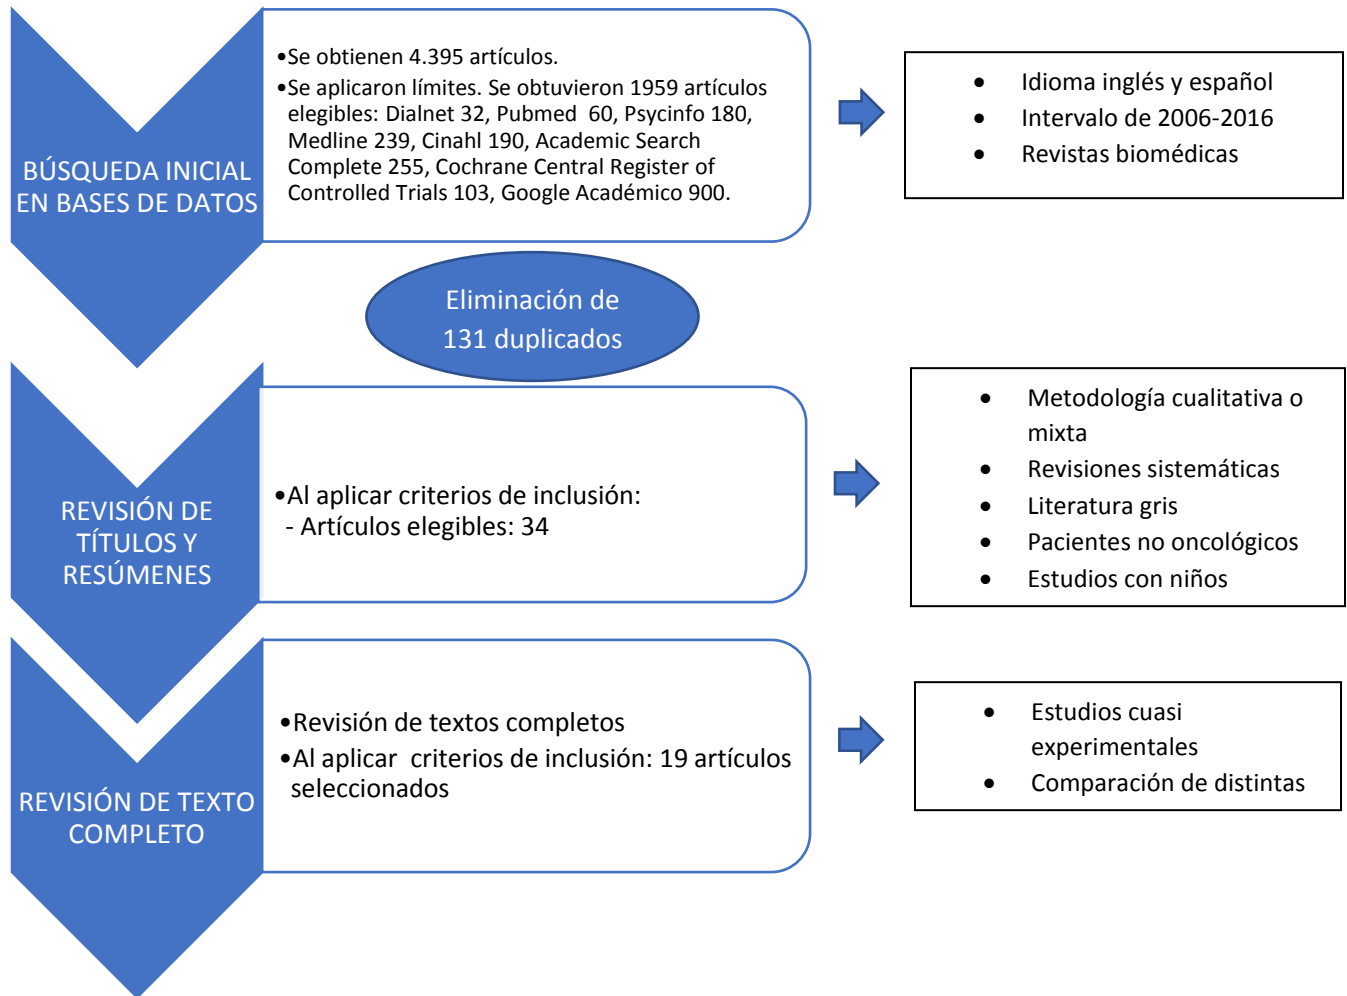 BÚSQUEDA INICIAL
EN BASES DE DATOS
•Se obtienen 4.395 artículos.
•Se aplicaron límites. Se obtuvieron 1959 artículos
elegibles: Dialnet 32, Pubmed 60, Psycinfo 180,
Medline 239, Cinahl 190, Academic Search
Complete 255, Cochrane Central Register of
Controlled Trials 103, Google Académico 900.
• Idioma inglés y español
• Intervalo de 2006-2016
• Revistas biomédicas
Eliminación de
131 duplicados
REVISIÓN DE
TÍTULOS Y
RESÚMENES
•Al aplicar criterios de inclusión:
- Artículos elegibles: 34
• Metodología cualitativa o
mixta
• Revisiones sistemáticas
• Literatura gris
• Pacientes no oncológicos
• Estudios con niños
REVISIÓN DE TEXTO
COMPLETO
•Revisión de textos completos
•Al aplicar criterios de inclusión: 19 artículos
seleccionados
• Estudios cuasi
experimentales
• Comparación de distintas